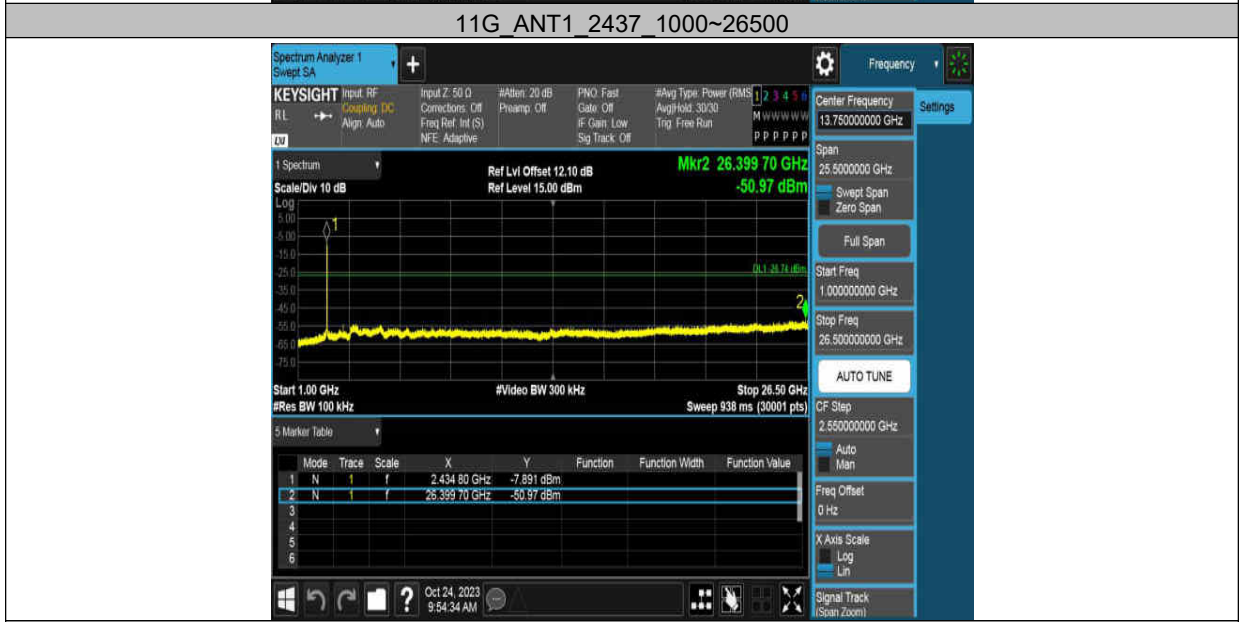 11G_ANT1_2437_1000~26500
Spectrum Analyzer 1
Swept SA
Frequency
KEYSIGHT
RL
Input: RF
Coupling: DC
Align: Auto
Input Z: 50 Ω
Corrections: Off
Freq Ref: Int (S)
NFE: Adaptive
#Atten: 20 dB
Preamp: Off
PNO: Fast
Gate: Off
IF Gain: Low
Sig Track: Off
#Avg Type: Power (RMS
Avg|Hold: 30/30
Trig: Free Run
1 2 3 4 5 6
M w w w w w
P P P P P P
1 Spectrum
Scale/Div 10 dB
Ref Lvl Offset 12.10 dB
Ref Level 15.00 dBm
Mkr2 26.399 70 GHz
-50.97 dBm
Log
5.00
-5.00
-15.0
-25.0
-35.0
-45.0
-55.0
-65.0
-75.0
1
2
Start 1.00 GHz
#Res BW 100 kHz
#Video BW 300 kHz
Stop 26.50 GHz
Sweep 938 ms (30001 pts)
5 Marker Table
Mode Trace Scale X Y Function Function Width Function Value
1 N 1 f 2.434 80 GHz -7.891 dBm
2 N 1 f 26.399 70 GHz -50.97 dBm
3
4
5
6
Oct 24, 2023
9:54:34 AM
Center Frequency
13.750000000 GHz
Span
25.5000000 GHz
Swept Span
Zero Span
Full Span
Start Freq
1.000000000 GHz
Stop Freq
26.500000000 GHz
AUTO TUNE
CF Step
2.550000000 GHz
Auto
Man
Freq Offset
0 Hz
X Axis Scale
Log
Lin
Signal Track
(Span Zoom)
Settings